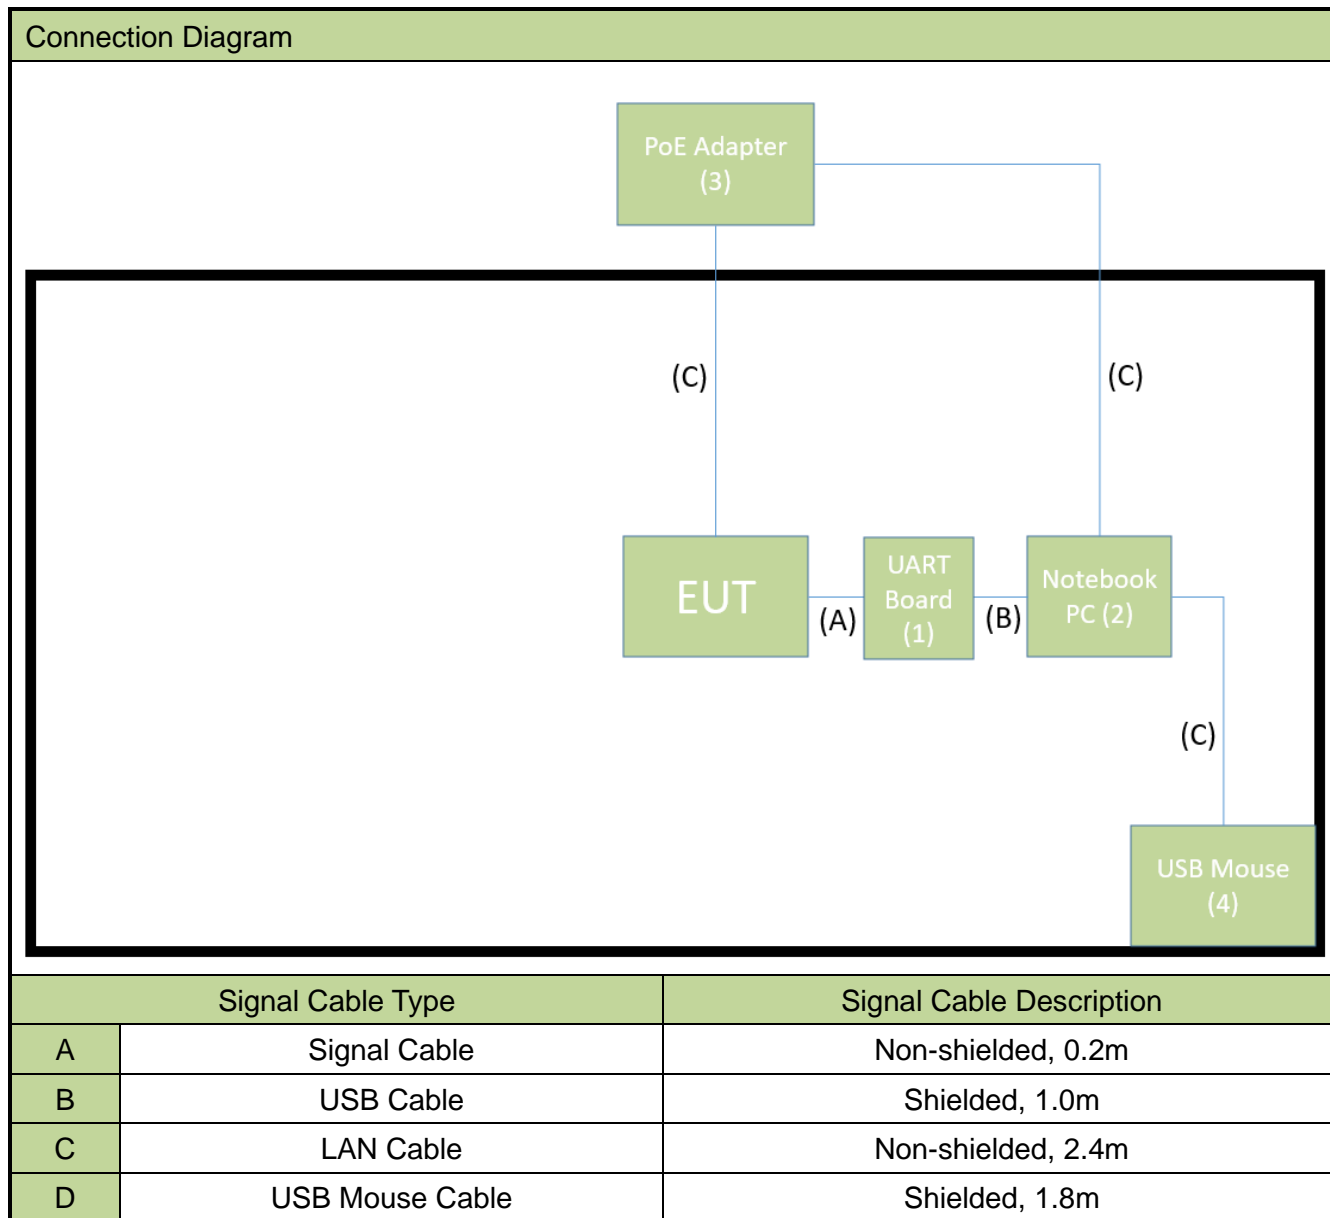 Connection Diagram
PoE Adapter
(3)
(C)
(C)
EUT
(A)
UART
Board
(1)
(B)
Notebook
PC (2)
(C)
USB Mouse
(4)
Signal Cable Type Signal Cable Description
A Signal Cable Non-shielded, 0.2m
B USB Cable Shielded, 1.0m
C LAN Cable Non-shielded, 2.4m
D USB Mouse Cable Shielded, 1.8m